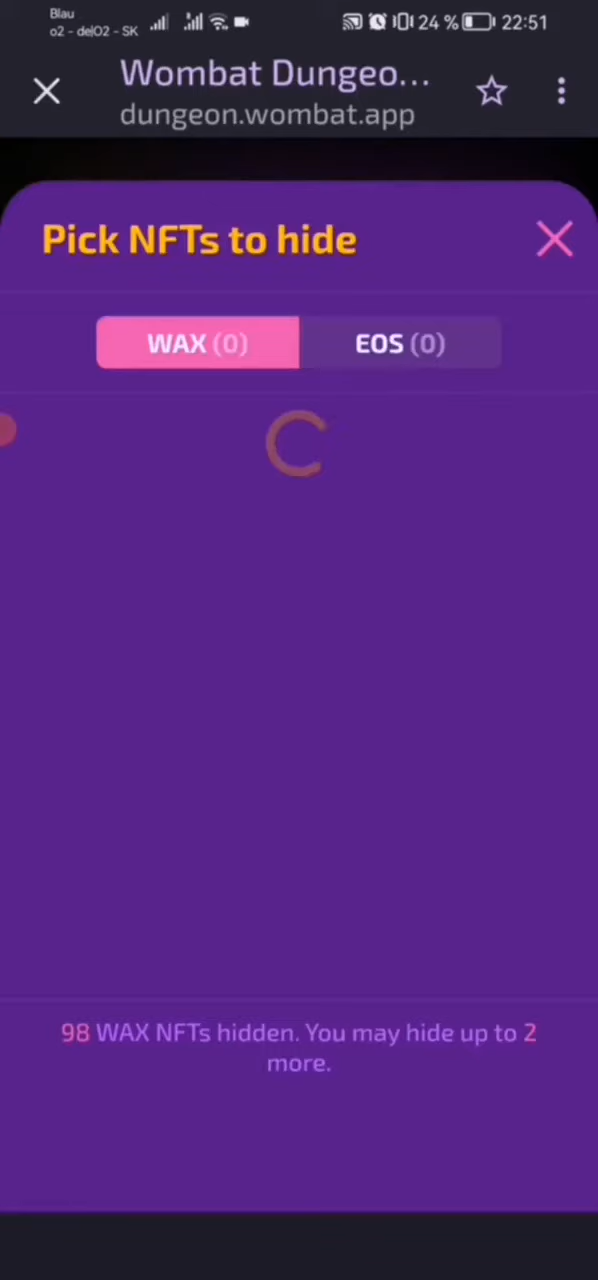 Blau
o2 - de|O2 - SK
24 %
22:51
Wombat Dungeo...
dungeon.wombat.app
Pick NFTs to hide
WAX (0)
EOS (0)
98 WAX NFTs hidden. You may hide up to 2
more.